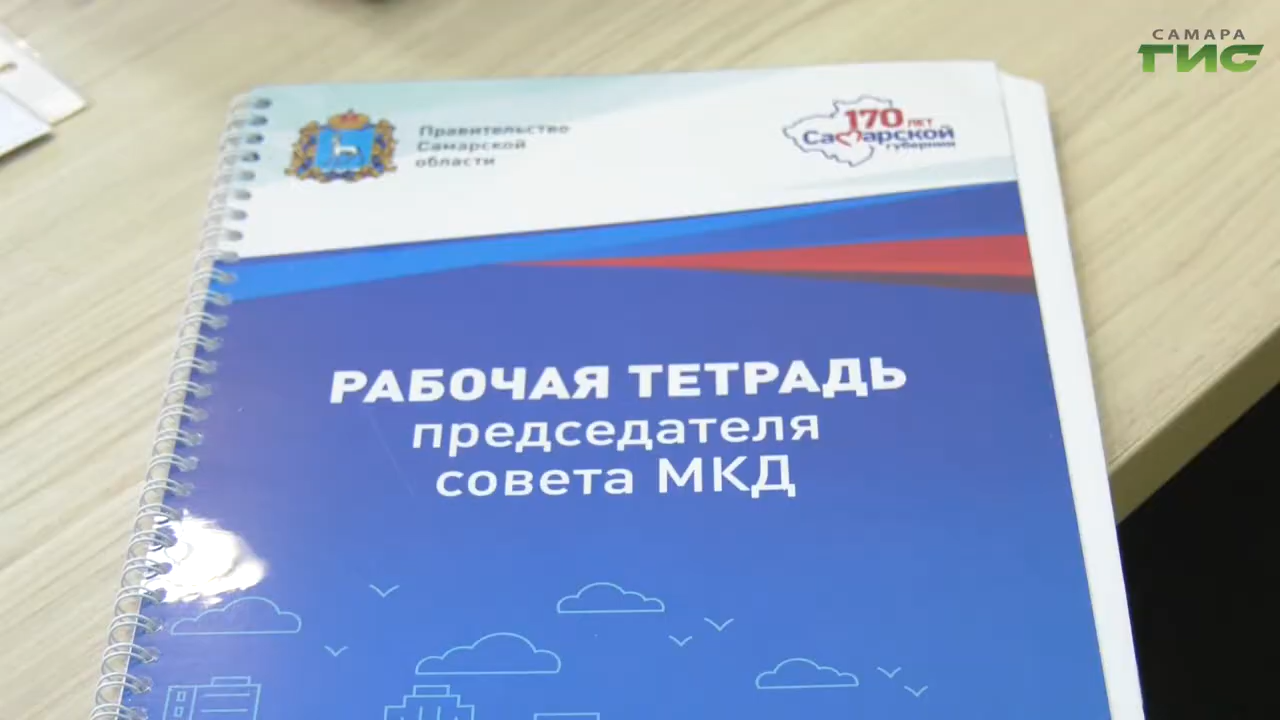 САМАРА
ГИС
Правительство
Самарской
области
170 ЛЕТ
Самарской
губернии
РАБОЧАЯ ТЕТРАДЬ
председателя
совета МКД